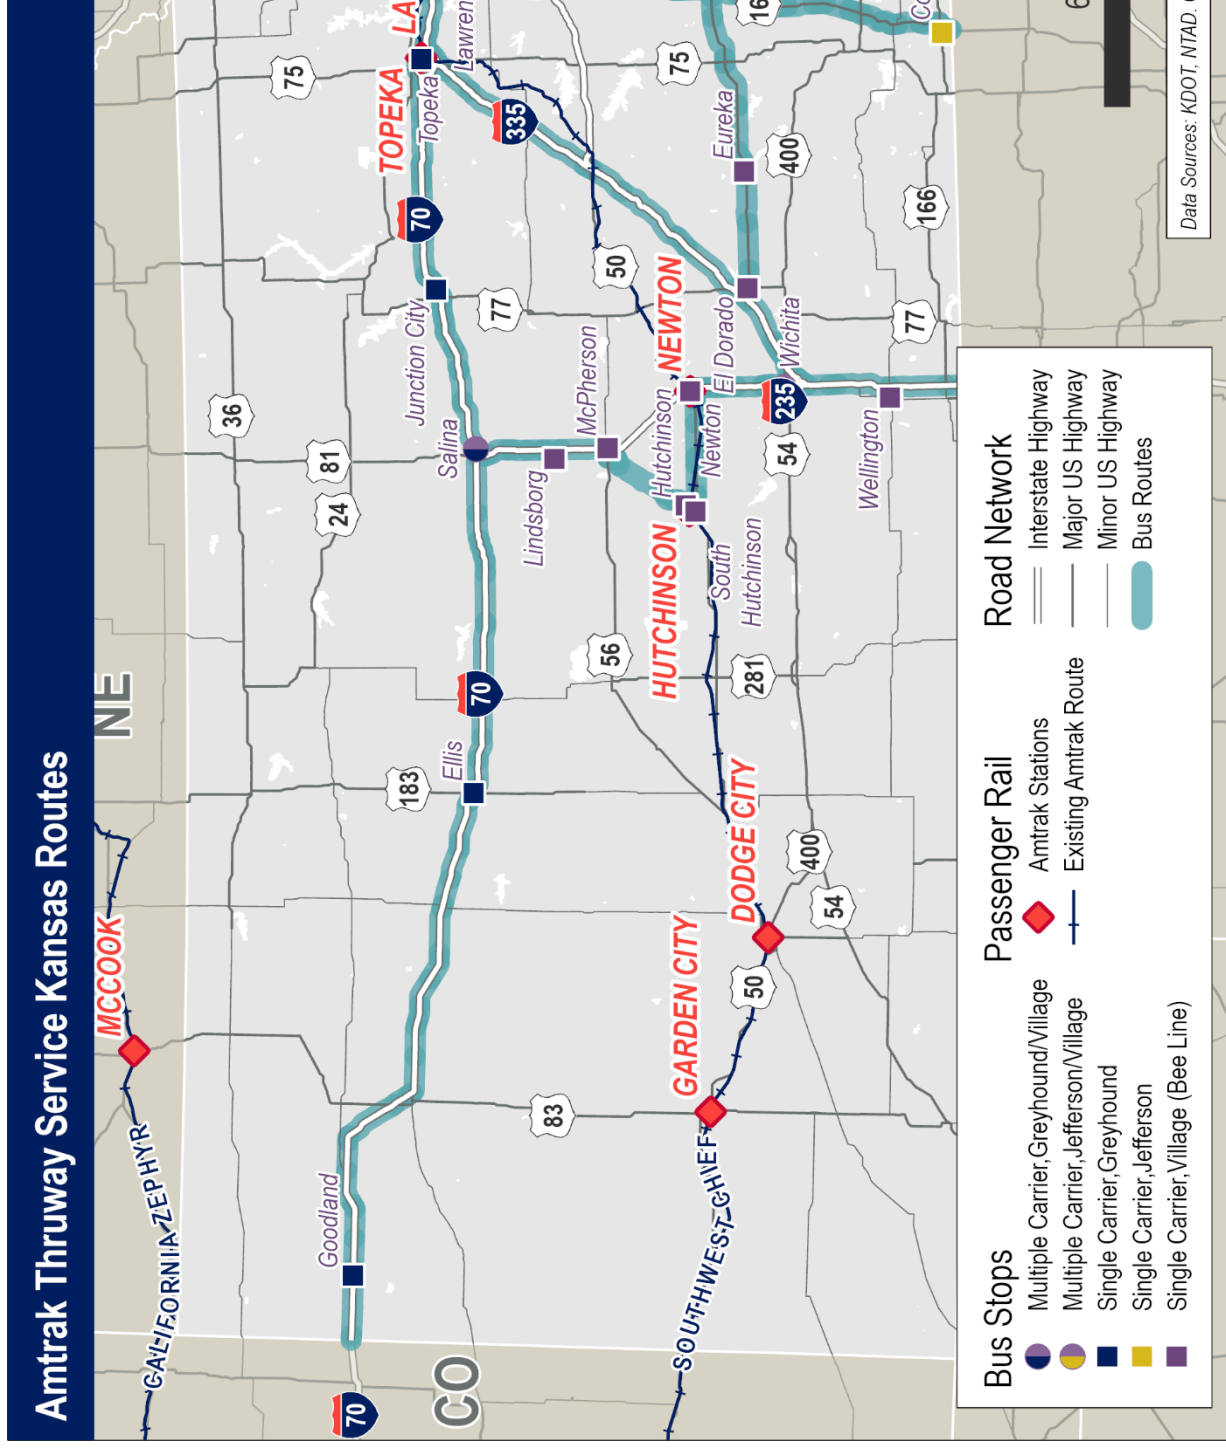 Amtrak Thruway Service Kansas Routes
NE
CO
MCCOOK
CALIFORNIA ZEPHYR
SOUTHWEST CHIEF
GARDEN CITY
DODGE CITY
HUTCHINSON
NEWTON
TOPEKA
LA
Goodland
Ellis
Salina
Junction City
Topeka
Lawren
Lindsborg
McPherson
Hutchinson
South
Hutchinson
Newton
El Dorado
Eureka
Wichita
Wellington
Co
70
83
183
70
36
24
81
77
70
75
335
56
281
50
54
400
50
235
54
77
75
400
166
16
6
Bus Stops
Multiple Carrier,Greyhound/Village
Multiple Carrier,Jefferson/Village
Single Carrier,Greyhound
Single Carrier,Jefferson
Single Carrier,Village (Bee Line)
Passenger Rail
Amtrak Stations
Existing Amtrak Route
Road Network
Interstate Highway
Major US Highway
Minor US Highway
Bus Routes
Data Sources: KDOT, NTAD.